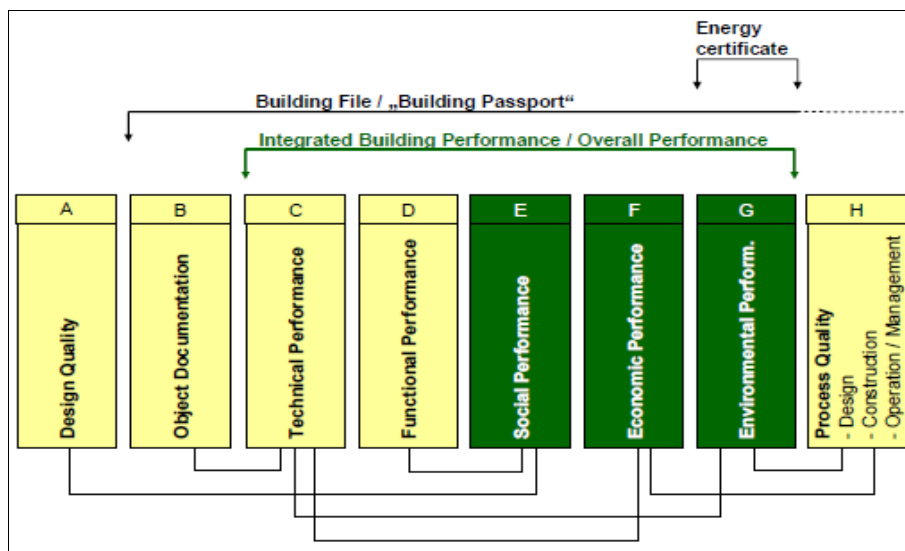 Energy
certificate
Building File / „Building Passport“
Integrated Building Performance / Overall Performance
A
B
C
D
E
F
G
H
Design Quality
Object Documentation
Technical Performance
Functional Performance
Social Performance
Economic Performance
Environmental Perform.
Process Quality
- Design
- Construction
- Operation / Management